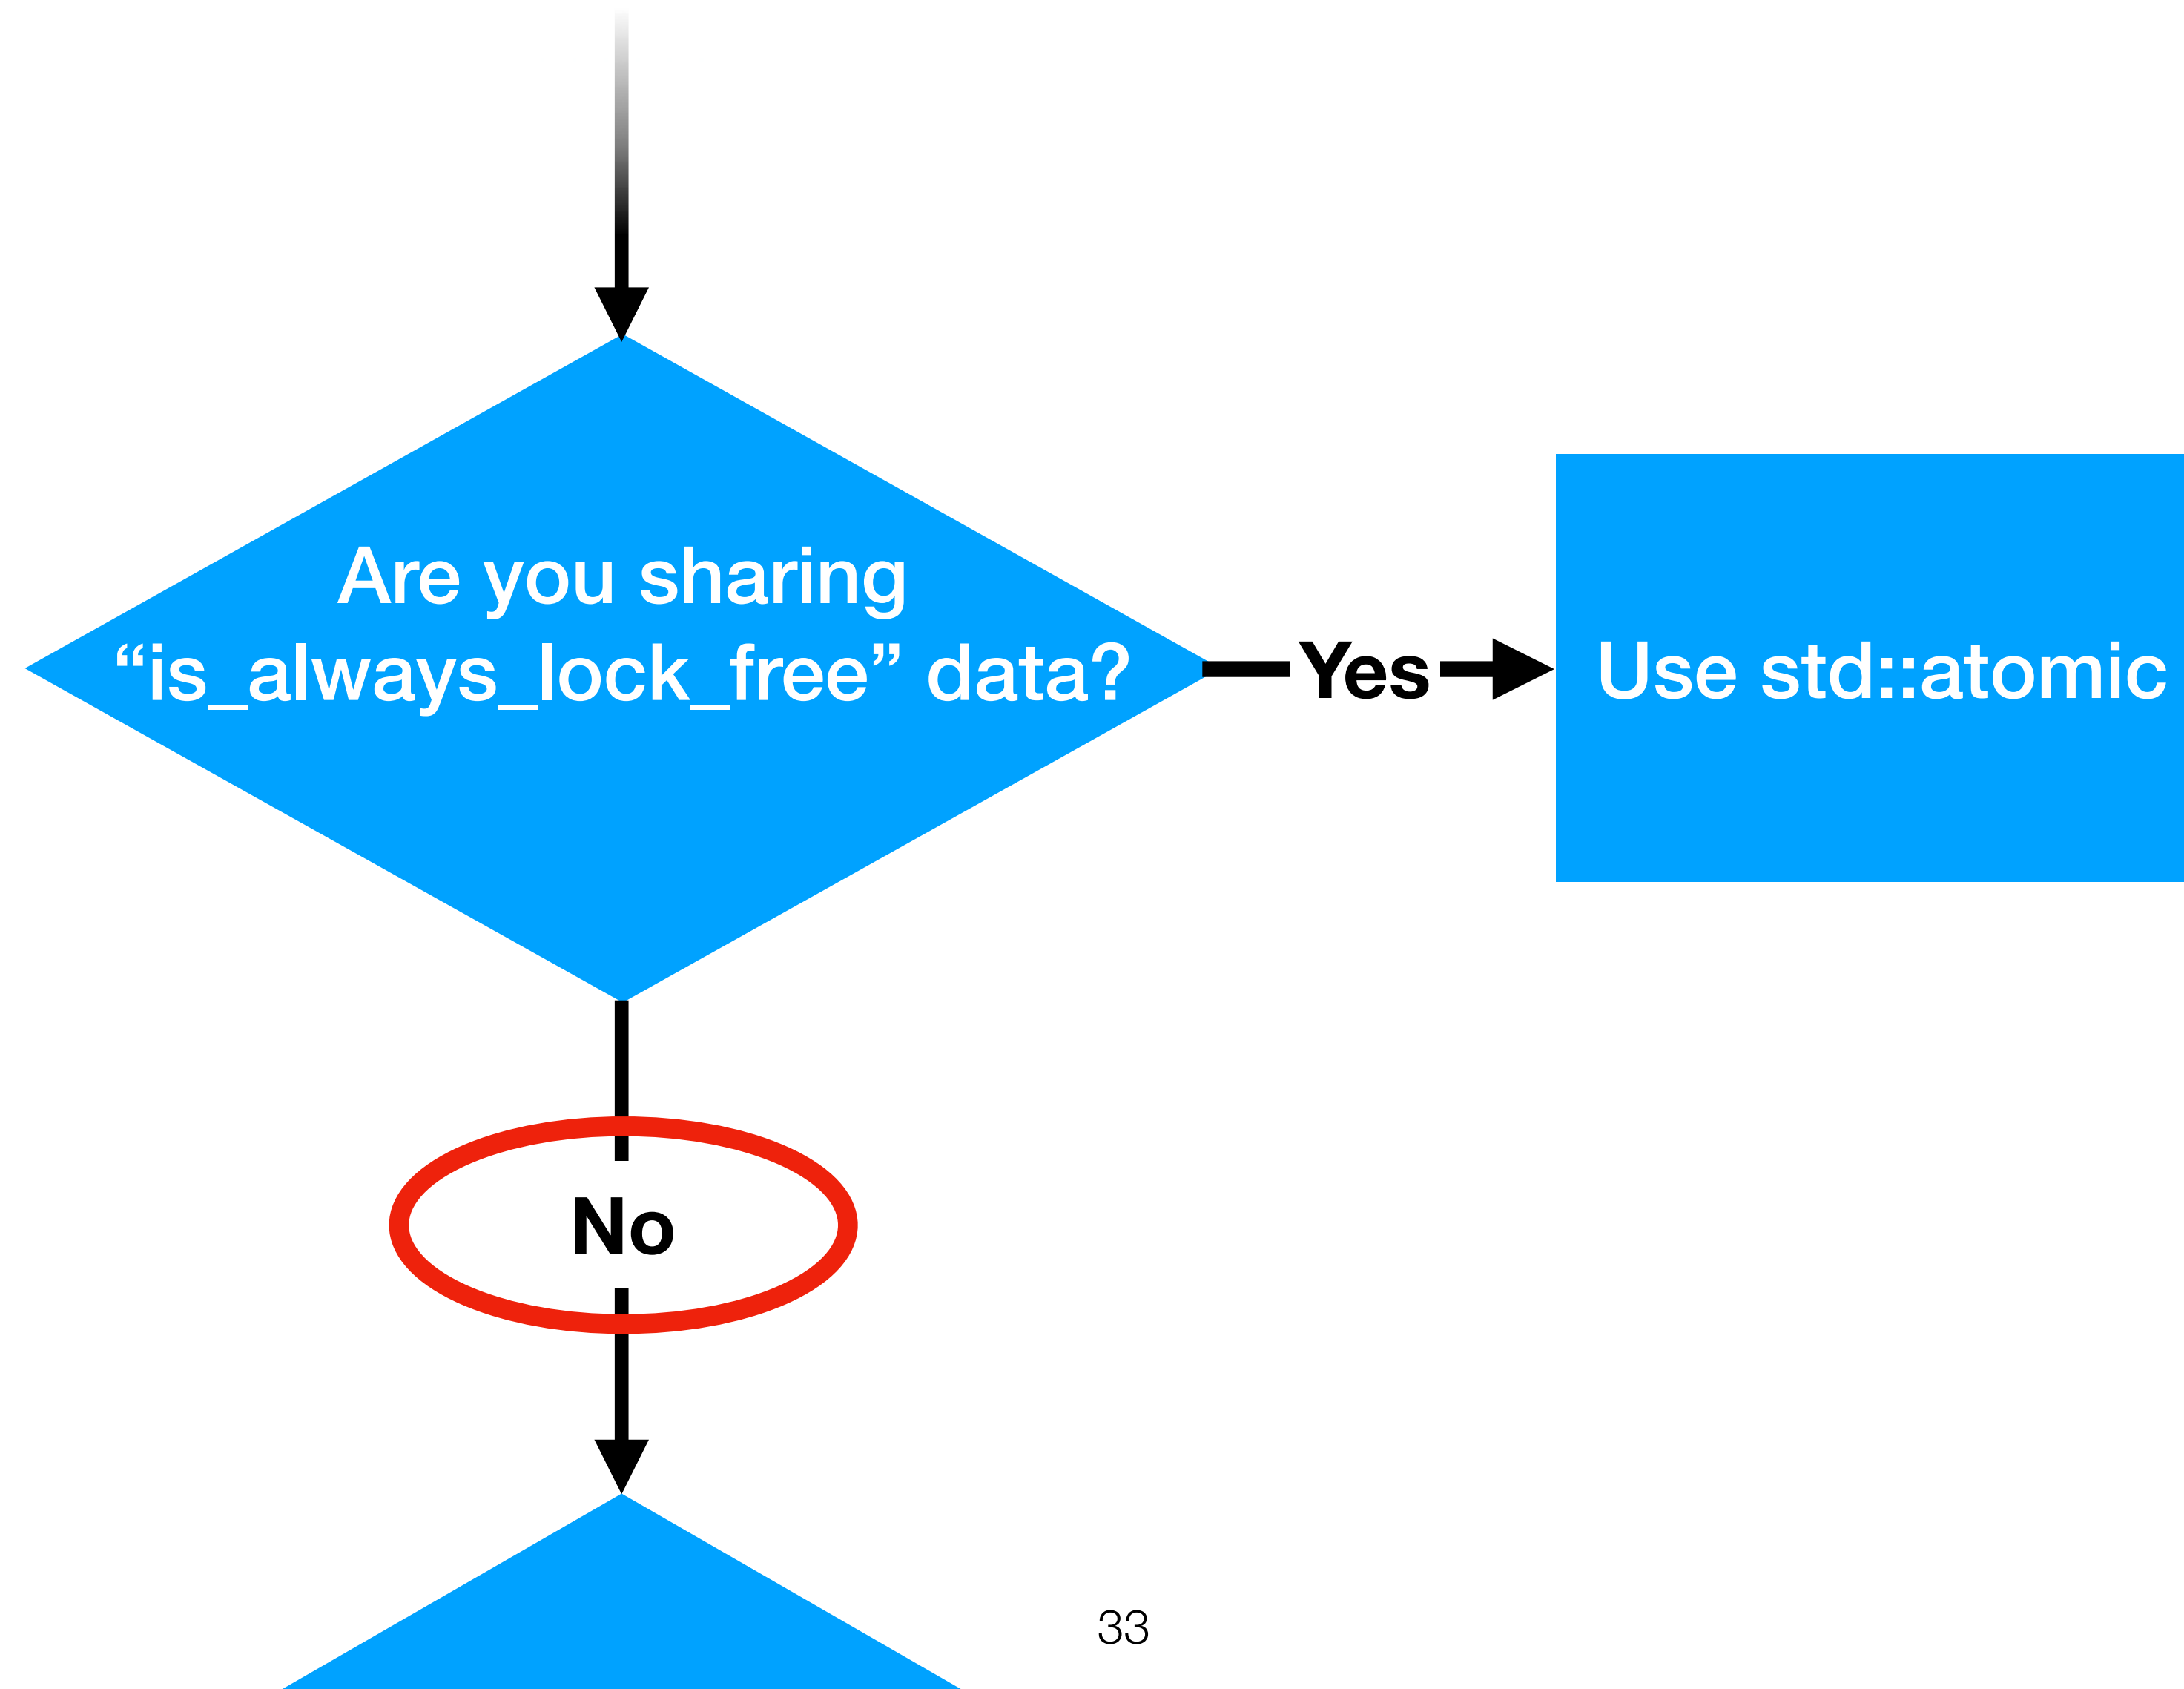 Are you sharing
“is_always_lock_free” data?
Yes
Use std::atomic
No
33